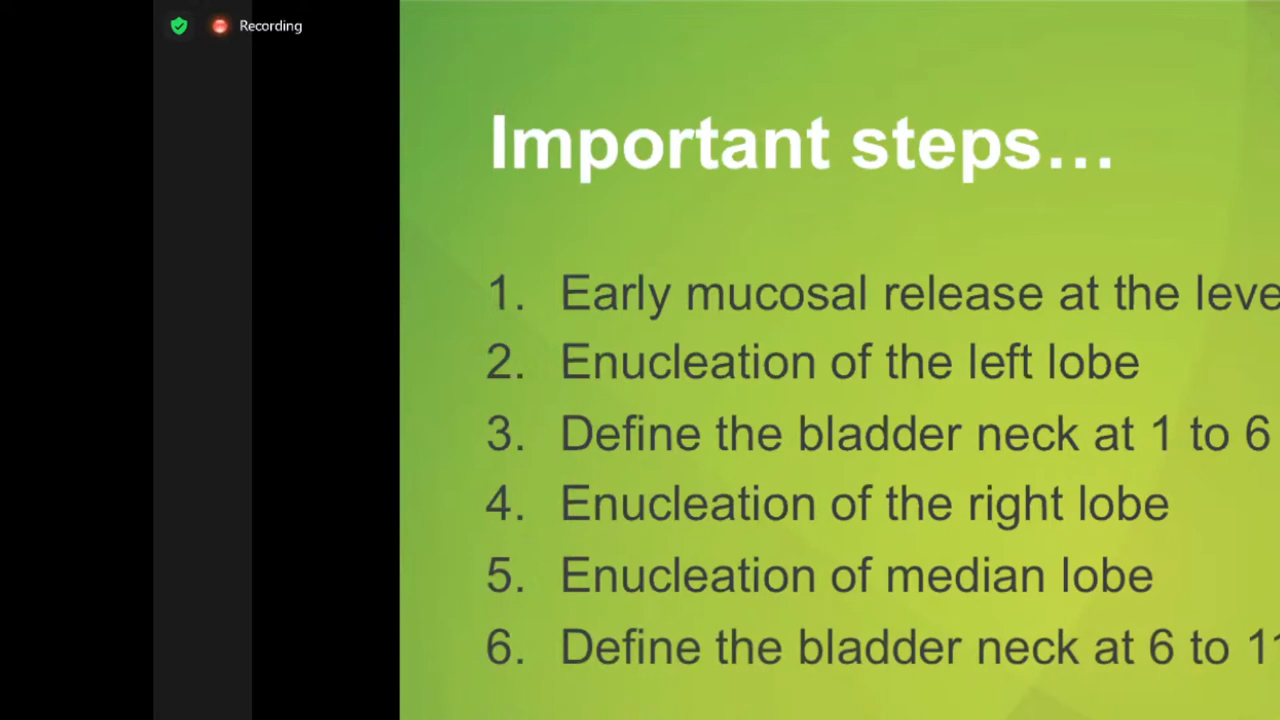 Recording
Important steps…
1. Early mucosal release at the leve
2. Enucleation of the left lobe
3. Define the bladder neck at 1 to 6
4. Enucleation of the right lobe
5. Enucleation of median lobe
6. Define the bladder neck at 6 to 11